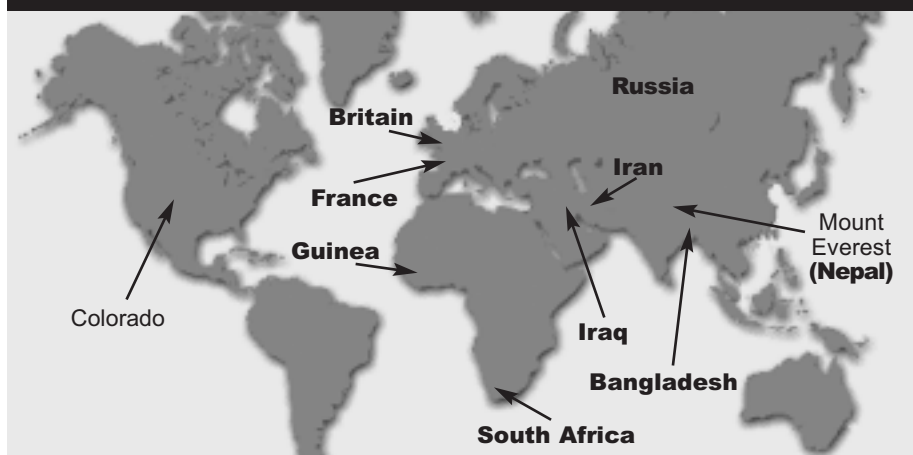 Russia
Britain
Iran
France
Mount
Everest
(Nepal)
Guinea
Colorado
Iraq
Bangladesh
South Africa